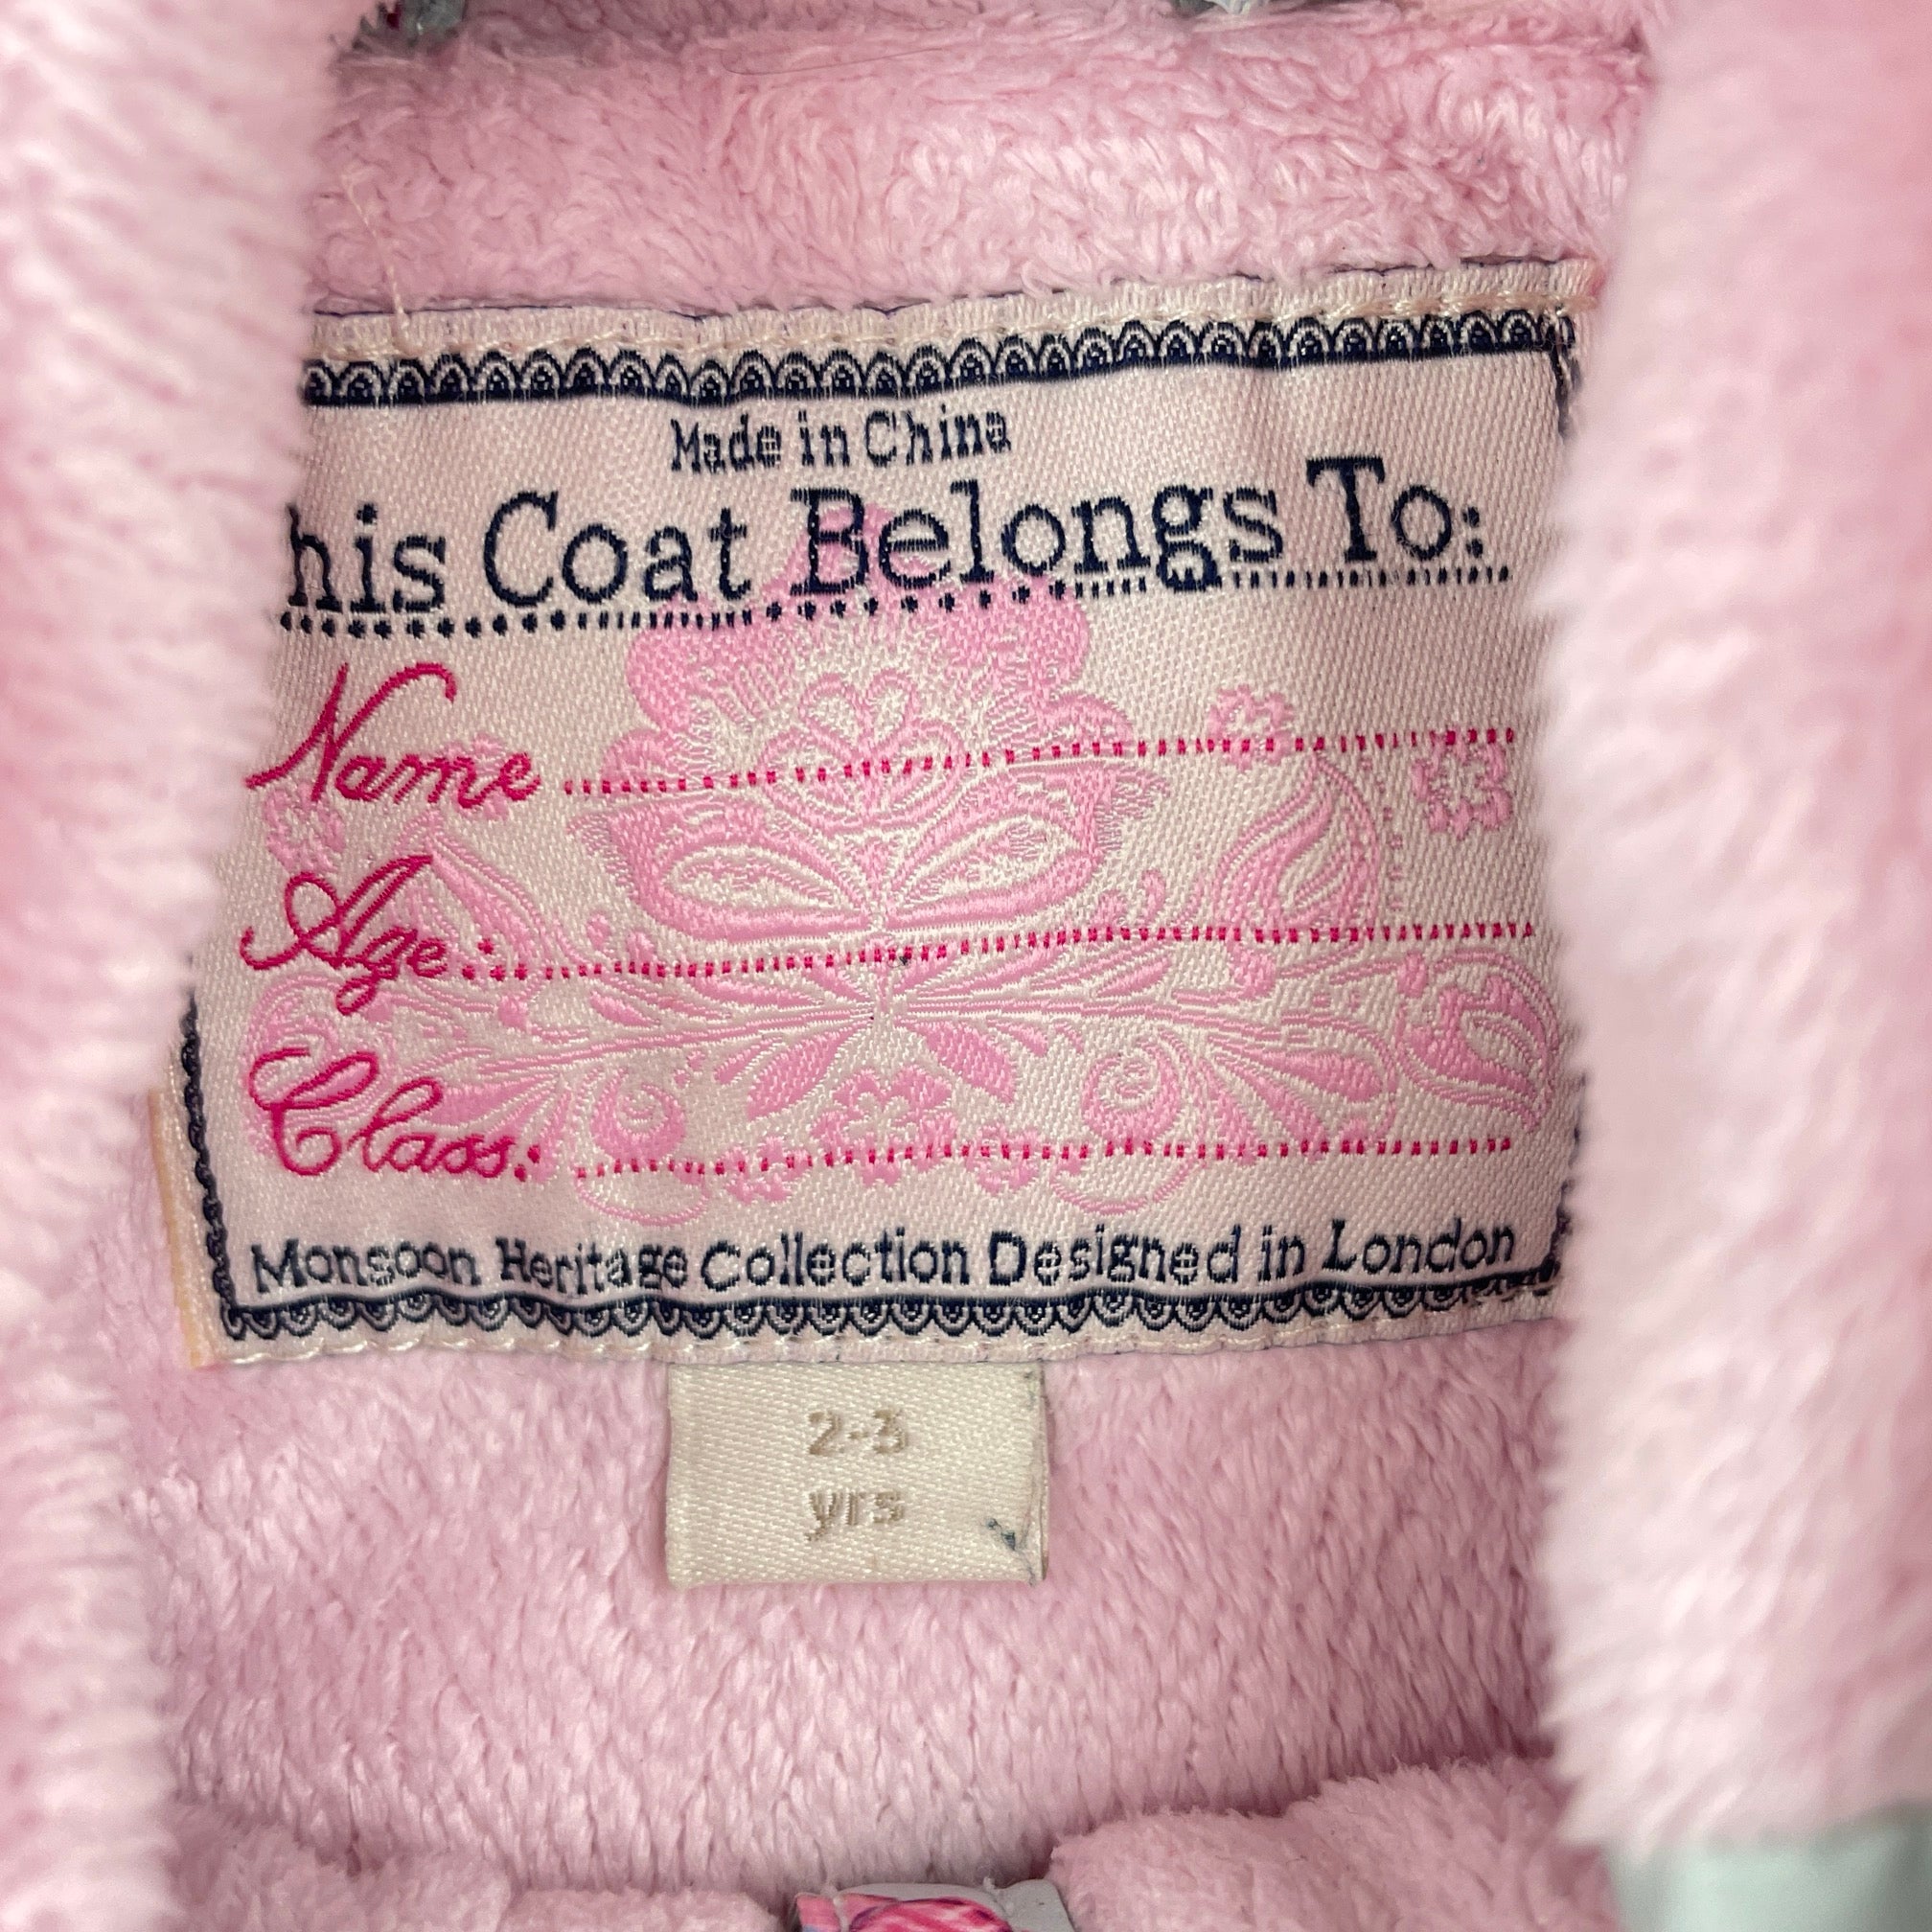 Made in China
his Coat Belongs To:
Name
Age:
Class:
Monsoon Heritage Collection Designed in London
2-3
yrs